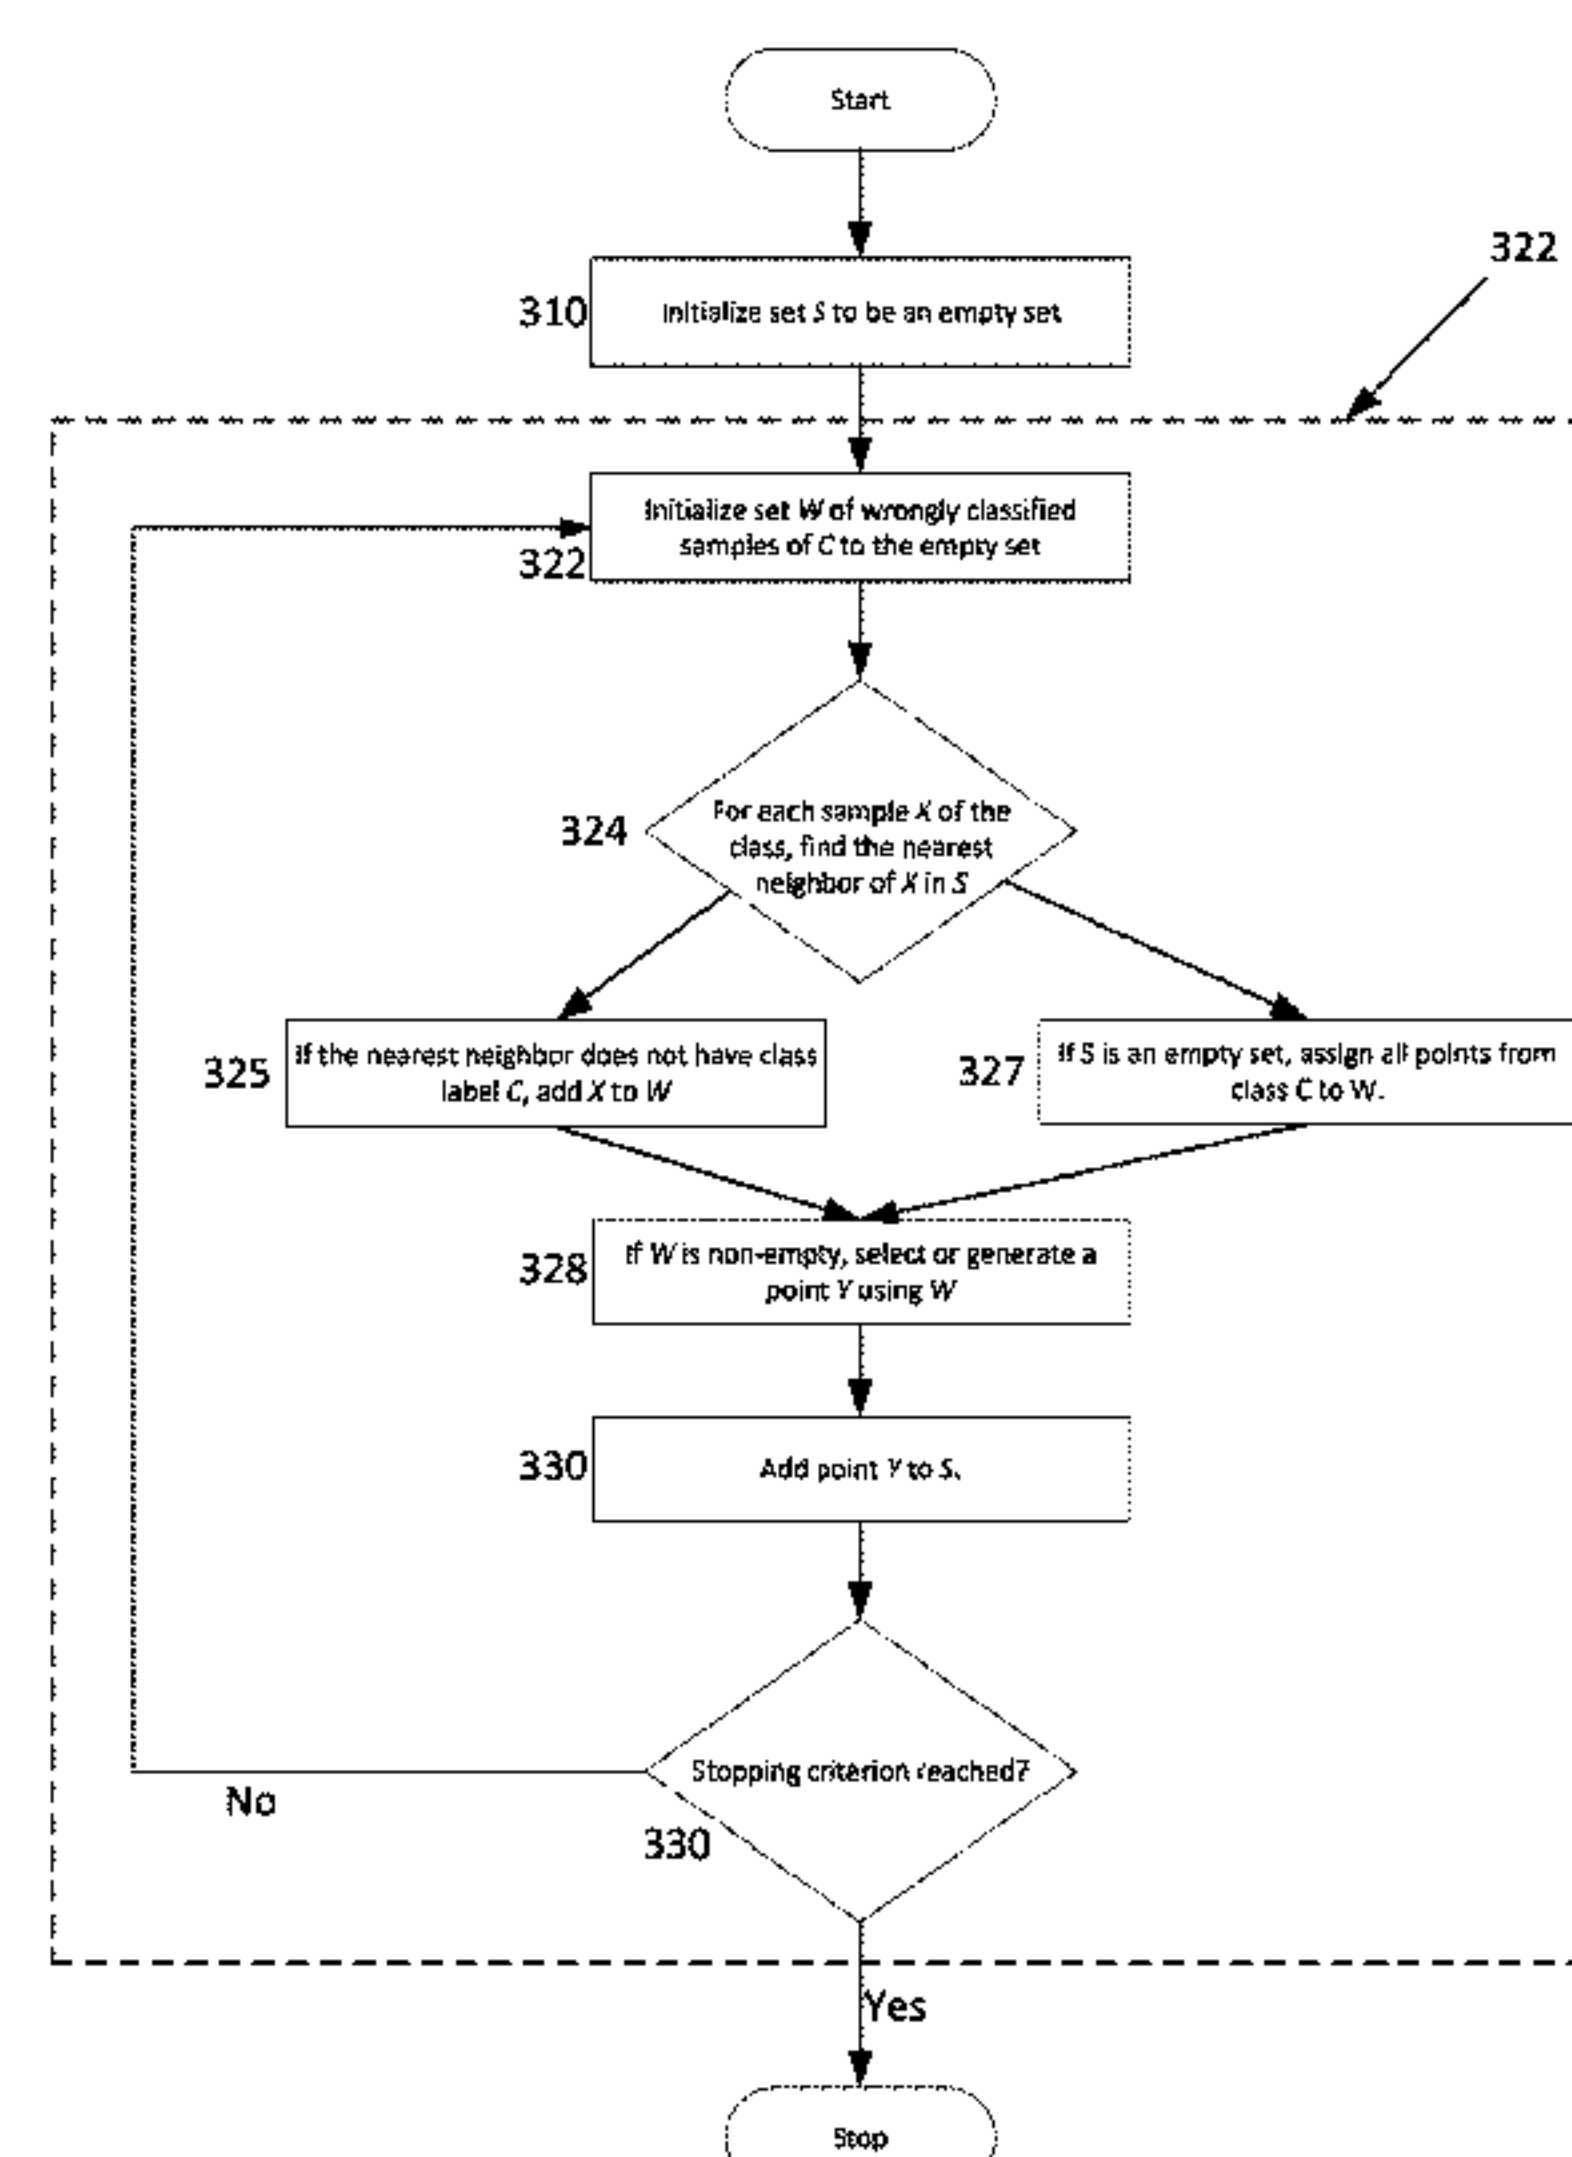 Start
322
310
Initialize set S to be an empty set
Initialize set W of wrongly classified
samples of C to the empty set
322
324
For each sample X of the
class, find the nearest
neighbor of X in S
325
If the nearest neighbor does not have class
label C, add X to W
327
If S is an empty set, assign all points from
class C to W.
328
If W is non-empty, select or generate a
point Y using W
330
Add point Y to S.
Stopping criterion reached?
No
330
Yes
Stop